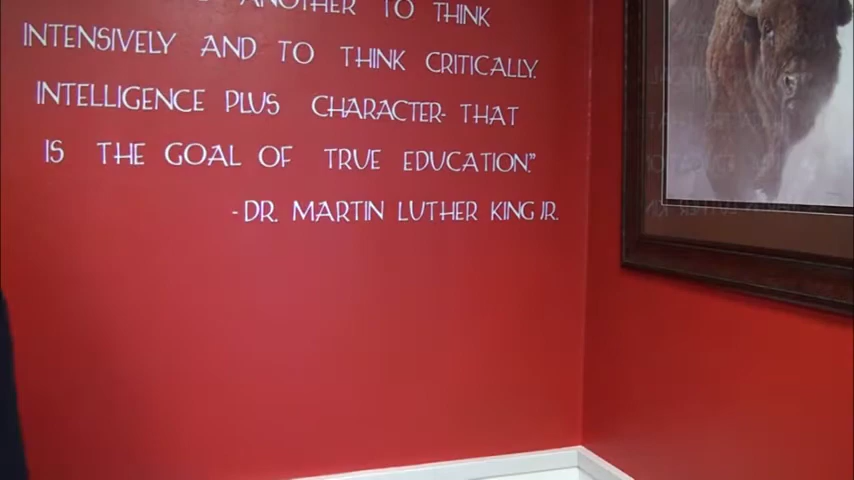 ANOTHER TO THINK
INTENSIVELY AND TO THINK CRITICALLY.
INTELLIGENCE PLUS CHARACTER- THAT
IS THE GOAL OF TRUE EDUCATION."
-DR. MARTIN LUTHER KING JR.